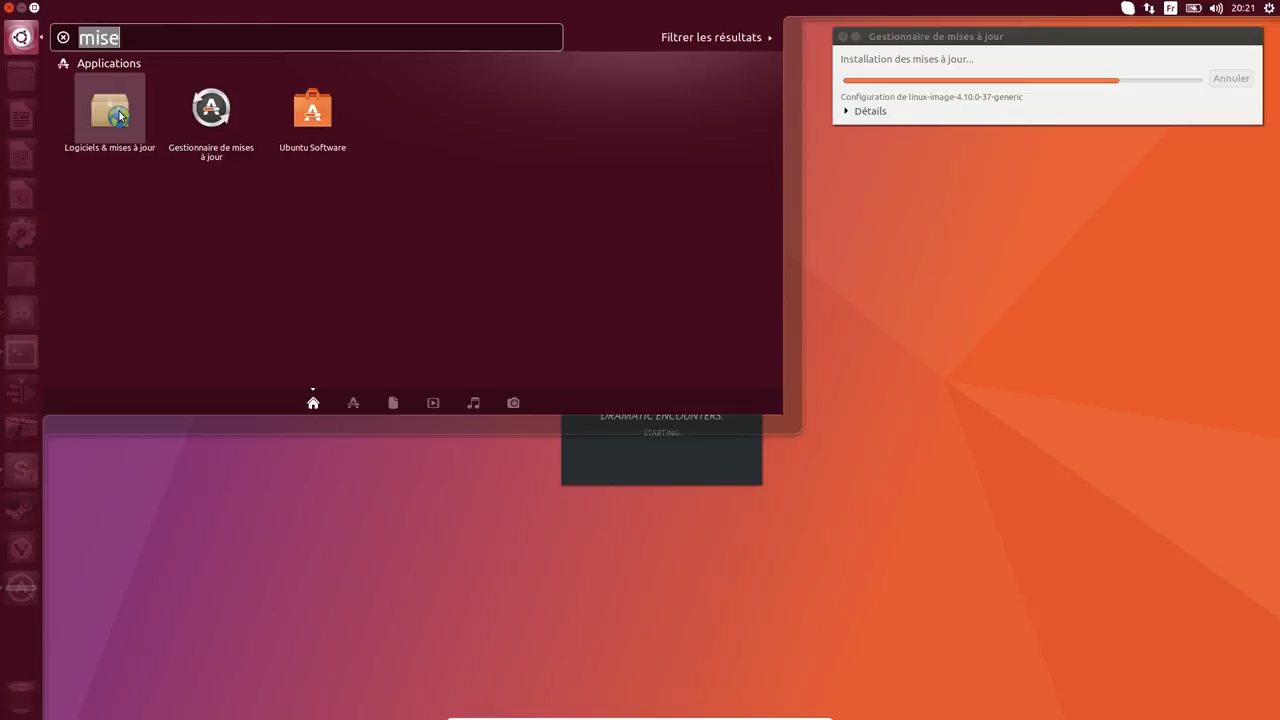 Fr 20:21
mise
Filtrer les résultats
Applications
Logiciels & mises à jour
Gestionnaire de mises
à jour
Ubuntu Software
Gestionnaire de mises à jour
Installation des mises à jour...
Annuler
Configuration de linux-image-4.10.0-37-generic
Détails
DRAMATIC ENCOUNTERS.
STARTING